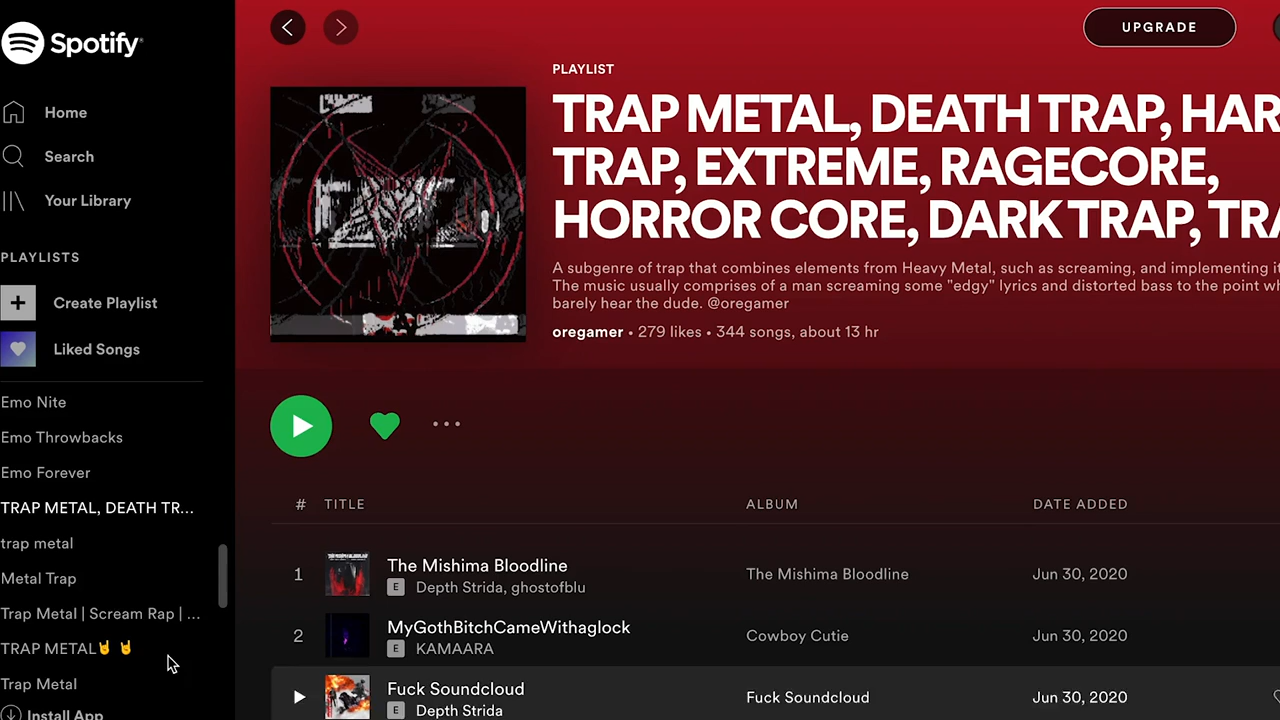 Spotify
Home
Search
Your Library
PLAYLISTS
Create Playlist
Liked Songs
Emo Nite
Emo Throwbacks
Emo Forever
TRAP METAL, DEATH TR...
trap metal
Metal Trap
Trap Metal | Scream Rap | ...
TRAP METAL🤘 🤘
Trap Metal
Install App
UPGRADE
PLAYLIST
TRAP METAL, DEATH TRAP, HAR
TRAP, EXTREME, RAGECORE,
HORROR CORE, DARK TRAP, TRA
A subgenre of trap that combines elements from Heavy Metal, such as screaming, and implementing it
The music usually comprises of a man screaming some "edgy" lyrics and distorted bass to the point wh
barely hear the dude. @oregamer
oregamer • 279 likes • 344 songs, about 13 hr
# TITLE ALBUM DATE ADDED
1 The Mishima Bloodline The Mishima Bloodline Jun 30, 2020
E Depth Strida, ghostofblu
2 MyGothBitchCameWithaglock Cowboy Cutie Jun 30, 2020
E KAMAARA
Fuck Soundcloud Fuck Soundcloud Jun 30, 2020
E Depth Strida